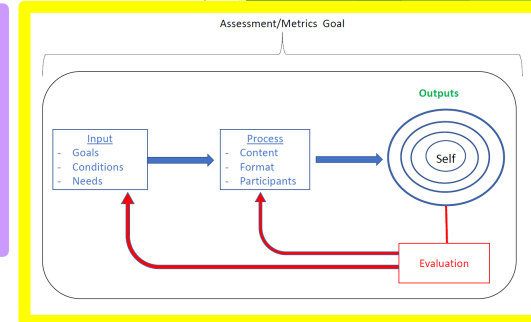 Assessment/Metrics Goal
Outputs
Input
- Goals
- Conditions
- Needs
Process
- Content
- Format
- Participants
Self
Evaluation